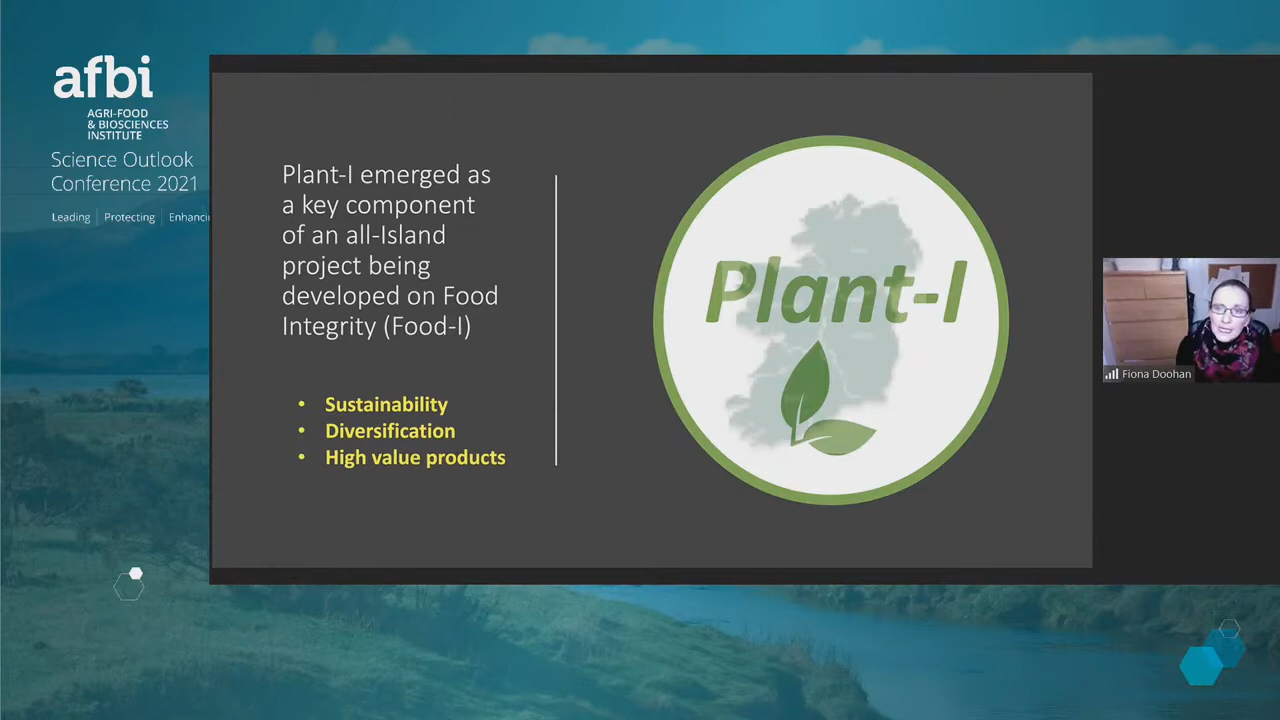 afbi
AGRI-FOOD
& BIOSCIENCES
INSTITUTE
Science Outlook
Conference 2021
Leading | Protecting | Enhancin
Plant-I emerged as
a key component
of an all-Island
project being
developed on Food
Integrity (Food-I)
• Sustainability
• Diversification
• High value products
Plant-I
Fiona Doohan